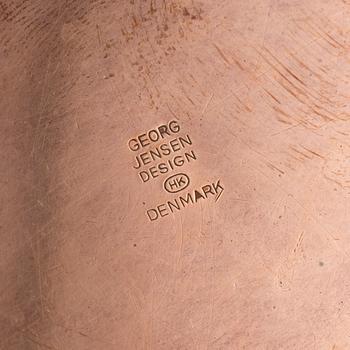 GEORG
JENSEN
DESIGN
HK
DENMARK